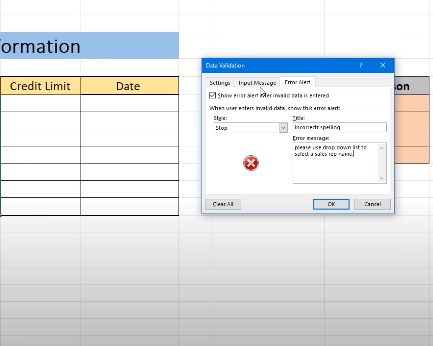 ormation
Credit Limit Date
on
Data Validation ? ×
Settings Input Message Error Alert
Show error alert after invalid data is entered
When user enters invalid data, show this error alert:
Style: Title:
Stop incorrectr spelling
Error message:
please use drop down list to
select a sales rep name
Clear All OK Cancel